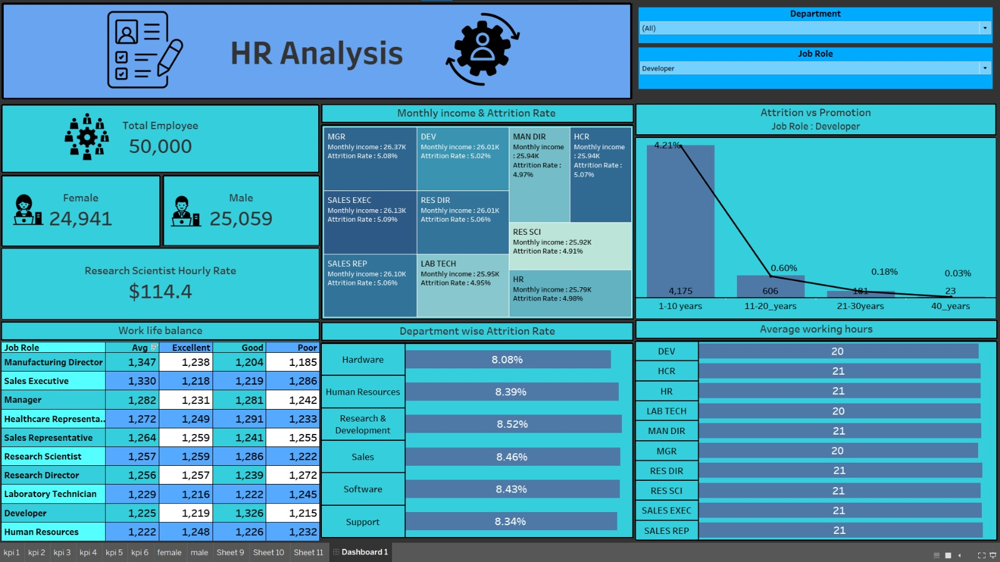 HR Analysis
Department
(All)
Job Role
Developer
Total Employee
50,000
Female
24,941
Male
25,059
Research Scientist Hourly Rate
$114.4
Monthly income & Attrition Rate
MGR
Monthly income : 26.37K
Attrition Rate : 5.08%
DEV
Monthly income : 26.01K
Attrition Rate : 5.02%
MAN DIR
Monthly income
: 25.94K
Attrition Rate :
4.97%
HCR
Monthly income
: 25.94K
Attrition Rate :
5.07%
SALES EXEC
Monthly income : 26.13K
Attrition Rate : 5.09%
RES DIR
Monthly income : 26.01K
Attrition Rate : 5.06%
RES SCI
Monthly income : 25.92K
Attrition Rate : 4.91%
SALES REP
Monthly income : 26.10K
Attrition Rate : 5.06%
LAB TECH
Monthly income : 25.95K
Attrition Rate : 4.95%
HR
Monthly income : 25.79K
Attrition Rate : 4.98%
Attrition vs Promotion
Job Role : Developer
4.21%
0.60%
0.18%
0.03%
4,175
606
181
23
1-10 years
11-20_years
21-30years
40_years
Work life balance
Job Role Avg Excellent Good Poor
Manufacturing Director 1,347 1,238 1,204 1,185
Sales Executive 1,330 1,218 1,219 1,286
Manager 1,282 1,231 1,281 1,242
Healthcare Representa.. 1,272 1,249 1,291 1,233
Sales Representative 1,264 1,259 1,241 1,255
Research Scientist 1,257 1,259 1,286 1,222
Research Director 1,256 1,257 1,239 1,272
Laboratory Technician 1,229 1,216 1,222 1,245
Developer 1,225 1,219 1,326 1,215
Human Resources 1,222 1,248 1,226 1,232
Department wise Attrition Rate
Hardware 8.08%
Human Resources 8.39%
Research &
Development 8.52%
Sales 8.46%
Software 8.43%
Support 8.34%
Average working hours
DEV 20
HCR 21
HR 21
LAB TECH 20
MAN DIR 21
MGR 20
RES DIR 21
RES SCI 21
SALES EXEC 21
SALES REP 21
kpi 1 kpi 2 kpi 3 kpi 4 kpi 5 kpi 6 female male Sheet 9 Sheet 10 Sheet 11 Dashboard 1